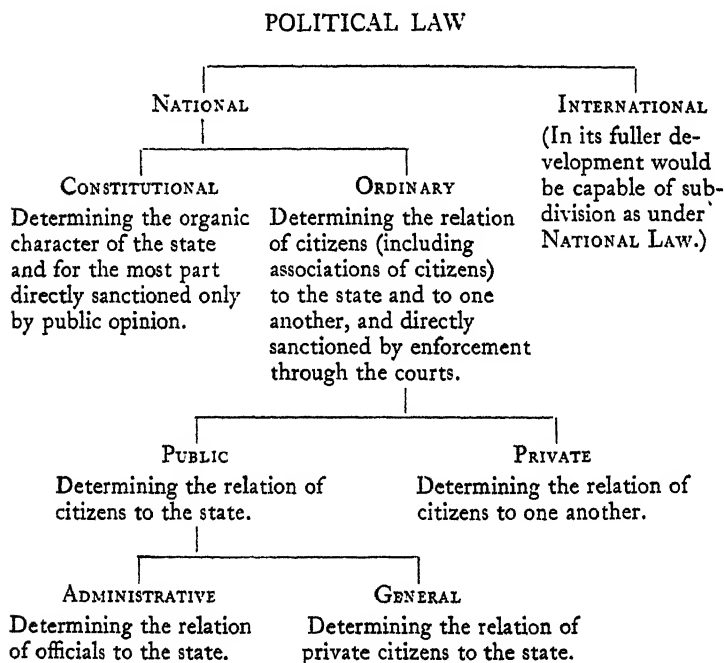 POLITICAL LAW
NATIONAL
INTERNATIONAL
(In its fuller de-
velopment would
be capable of sub-
division as under
NATIONAL LAW.)
CONSTITUTIONAL
Determining the organic
character of the state
and for the most part
directly sanctioned only
by public opinion.
ORDINARY
Determining the relation
of citizens (including
associations of citizens)
to the state and to one
another, and directly
sanctioned by enforcement
through the courts.
PUBLIC
Determining the relation of
citizens to the state.
PRIVATE
Determining the relation of
citizens to one another.
ADMINISTRATIVE
Determining the relation
of officials to the state.
GENERAL
Determining the relation of
private citizens to the state.